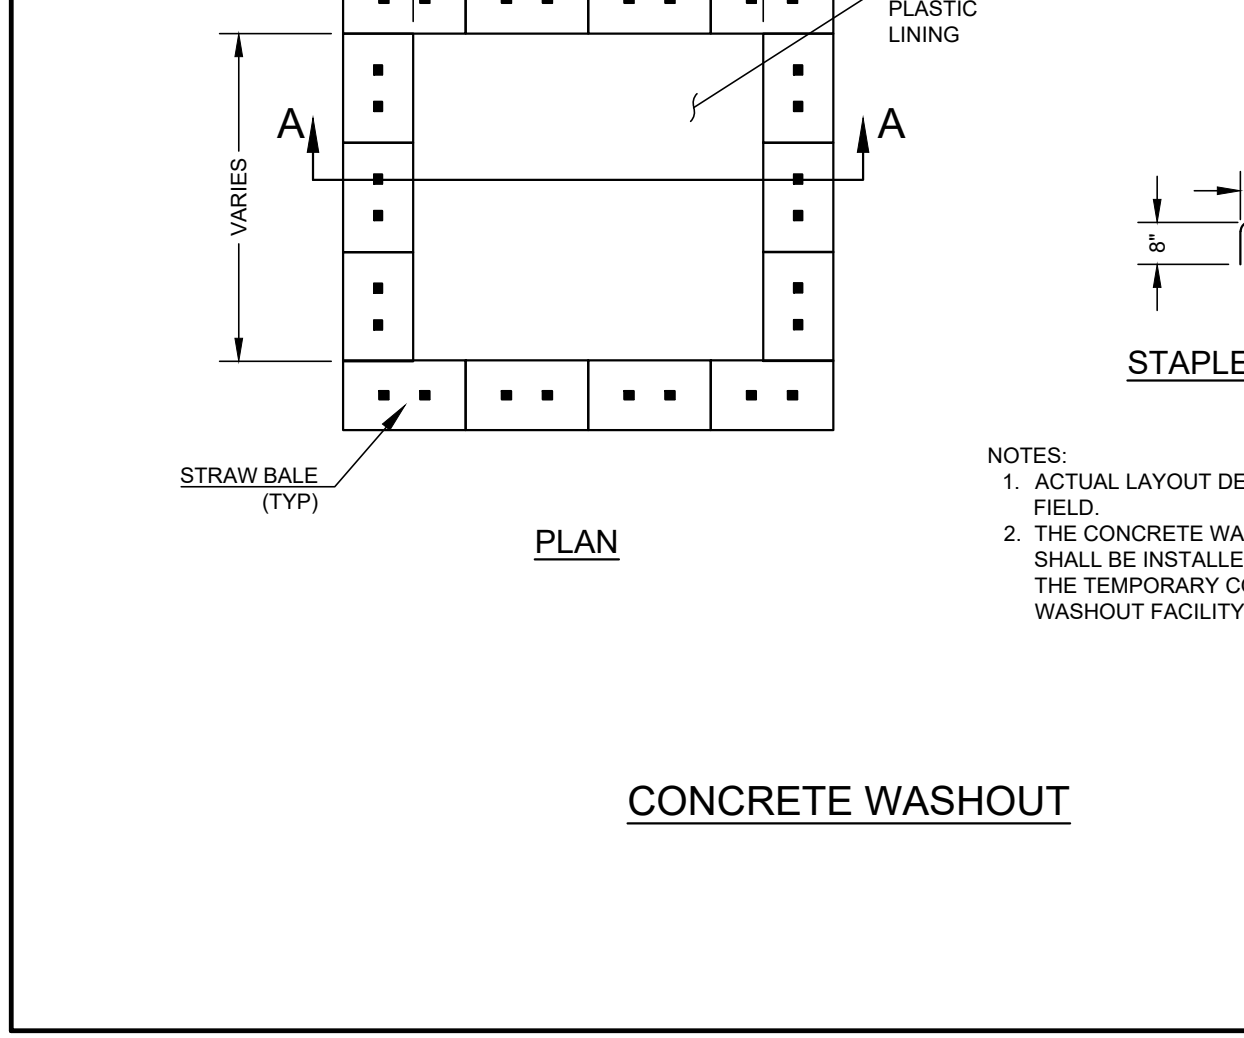 PLASTIC
LINING
A
A
VARIES
8"
STAPLE
STRAW BALE
(TYP)
PLAN
NOTES:
1. ACTUAL LAYOUT DE
FIELD.
2. THE CONCRETE WA
SHALL BE INSTALLE
THE TEMPORARY CO
WASHOUT FACILITY
CONCRETE WASHOUT